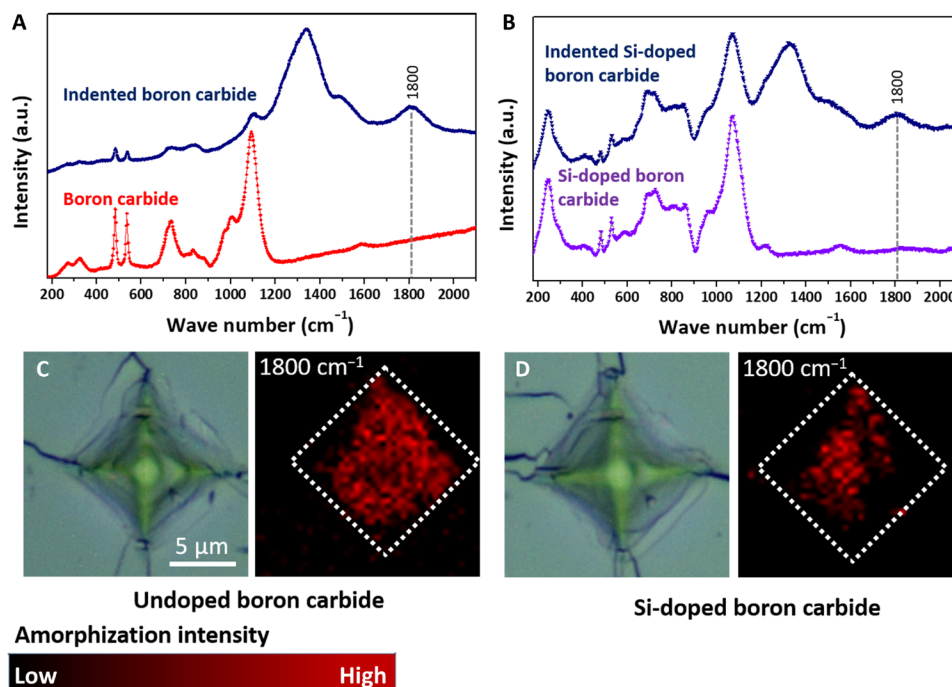 A
Indented boron carbide
1800
Boron carbide
Intensity (a.u.)
200 400 600 800 1000 1200 1400 1600 1800 2000
Wave number (cm⁻¹)
B
Indented Si-doped
boron carbide
1800
Si-doped boron
carbide
Intensity (a.u.)
200 400 600 800 1000 1200 1400 1600 1800 2000
Wave number (cm⁻¹)
C
5 μm
1800 cm⁻¹
Undoped boron carbide
D
1800 cm⁻¹
Si-doped boron carbide
Amorphization intensity
Low High